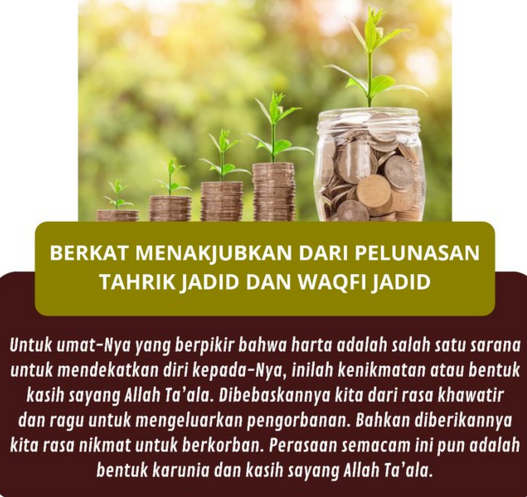 BERKAT MENAKJUBKAN DARI PELUNASAN
TAHRIK JADID DAN WAQFI JADID
Untuk umat-Nya yang berpikir bahwa harta adalah salah satu sarana
untuk mendekatkan diri kepada-Nya, inilah kenikmatan atau bentuk
kasih sayang Allah Ta'ala. Dibebaskannya kita dari rasa khawatir
dan ragu untuk mengeluarkan pengorbanan. Bahkan diberikannya
kita rasa nikmat untuk berkorban. Perasaan semacam ini pun adalah
bentuk karunia dan kasih sayang Allah Ta'ala.